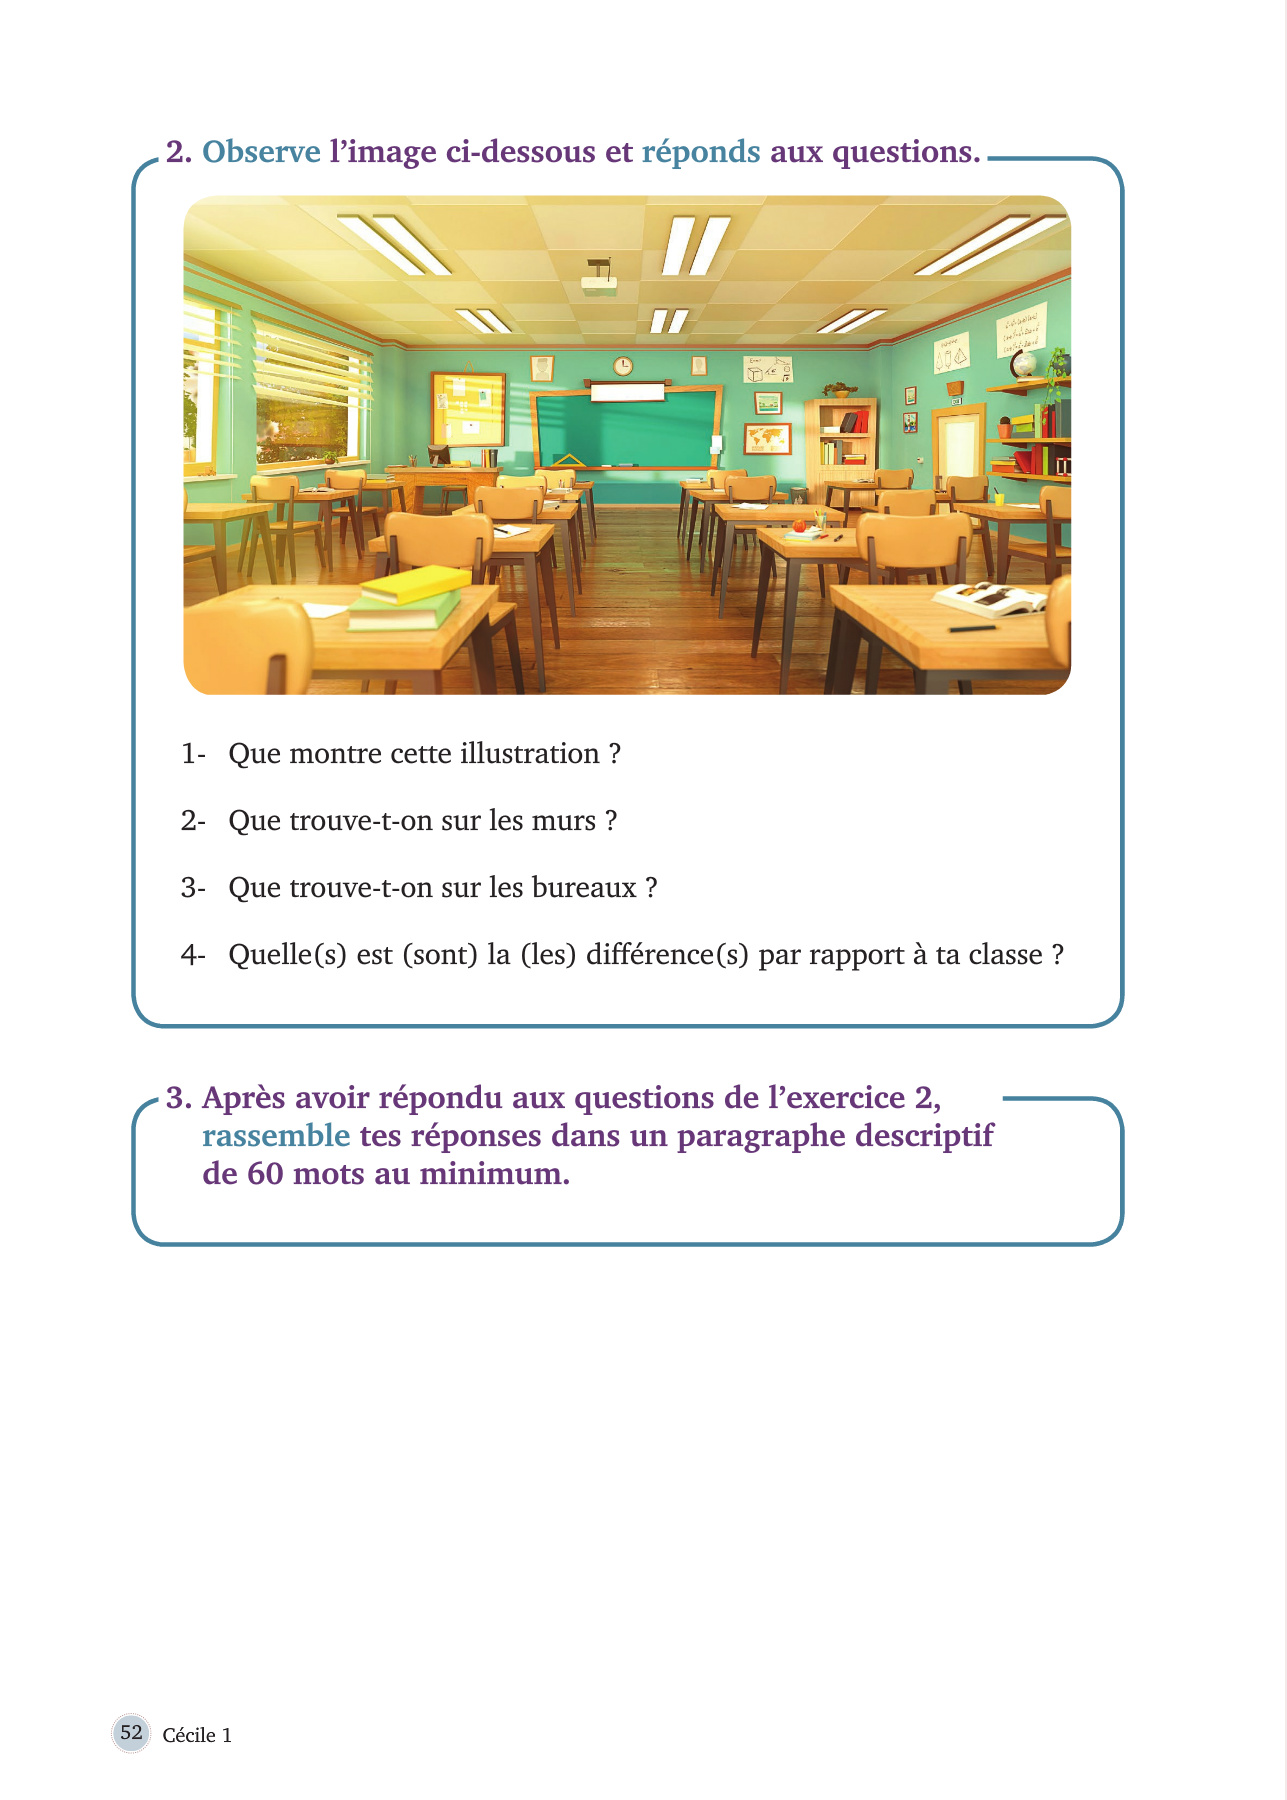 2. Observe l’image ci-dessous et réponds aux questions.
1- Que montre cette illustration ?
2- Que trouve-t-on sur les murs ?
3- Que trouve-t-on sur les bureaux ?
4- Quelle(s) est (sont) la (les) différence(s) par rapport à ta classe ?
3. Après avoir répondu aux questions de l’exercice 2,
rassemble tes réponses dans un paragraphe descriptif
de 60 mots au minimum.
52 Cécile 1